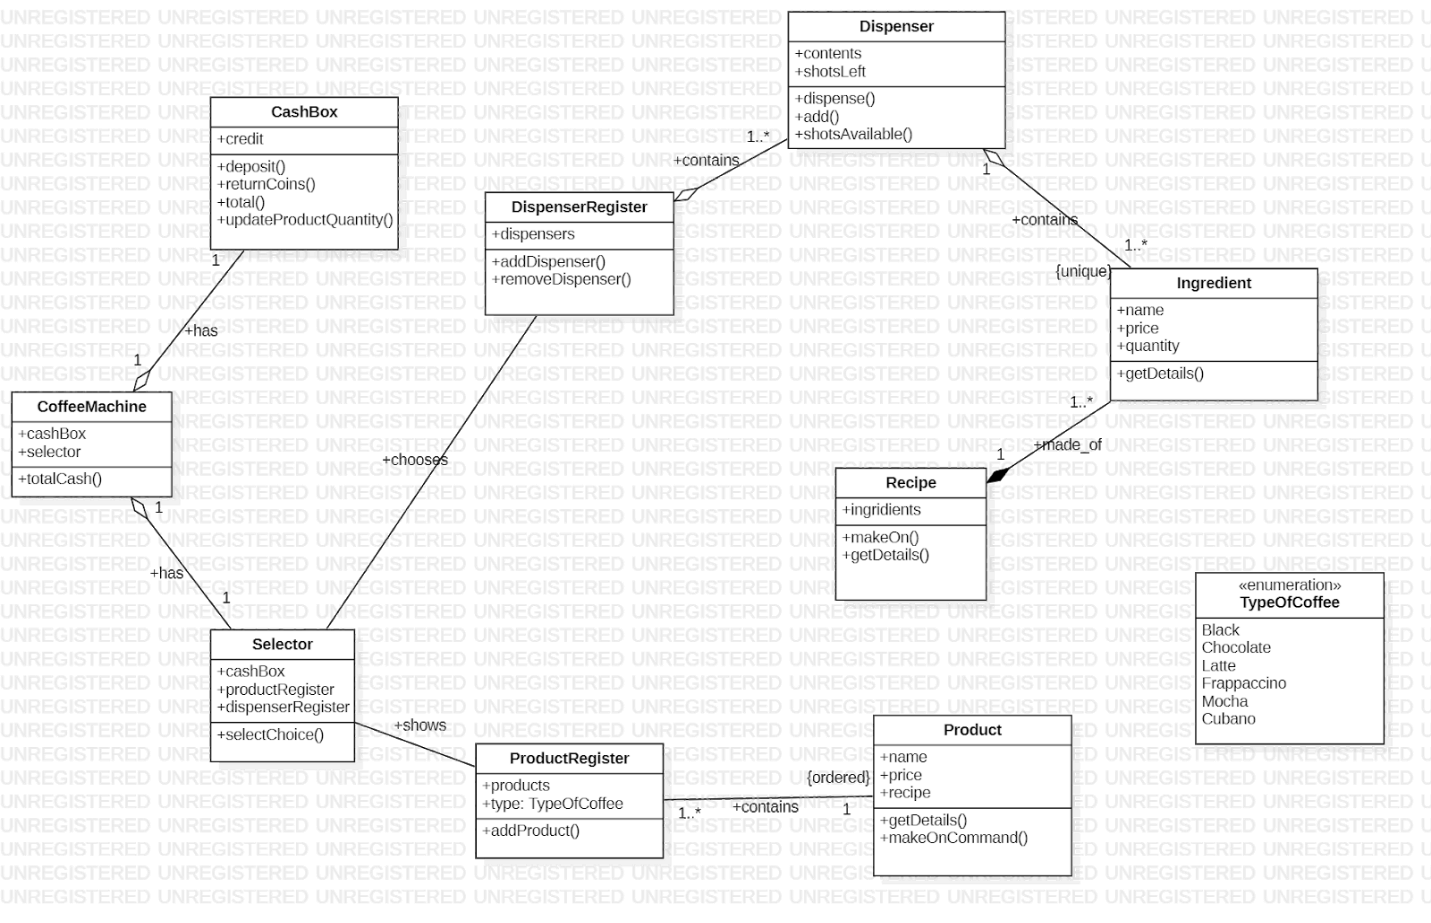 Dispenser
+contents
+shotsLeft
+dispense()
+add()
+shotsAvailable()
CashBox
+credit
+deposit()
+returnCoins()
+total()
+updateProductQuantity()
1..*
+contains
1
+contains
1..*
{unique}
DispenserRegister
+dispensers
+addDispenser()
+removeDispenser()
Ingredient
+name
+price
+quantity
+getDetails()
1
+has
1
CoffeeMachine
+cashBox
+selector
+totalCash()
1
+has
1
+chooses
1..*
+made_of
1
Recipe
+ingridients
+makeOn()
+getDetails()
«enumeration»
TypeOfCoffee
Black
Chocolate
Latte
Frappaccino
Mocha
Cubano
Selector
+cashBox
+productRegister
+dispenserRegister
+selectChoice()
+shows
ProductRegister
+products
+type: TypeOfCoffee
+addProduct()
{ordered}
1..*
+contains
1
Product
+name
+price
+recipe
+getDetails()
+makeOnCommand()
UNREGISTERED